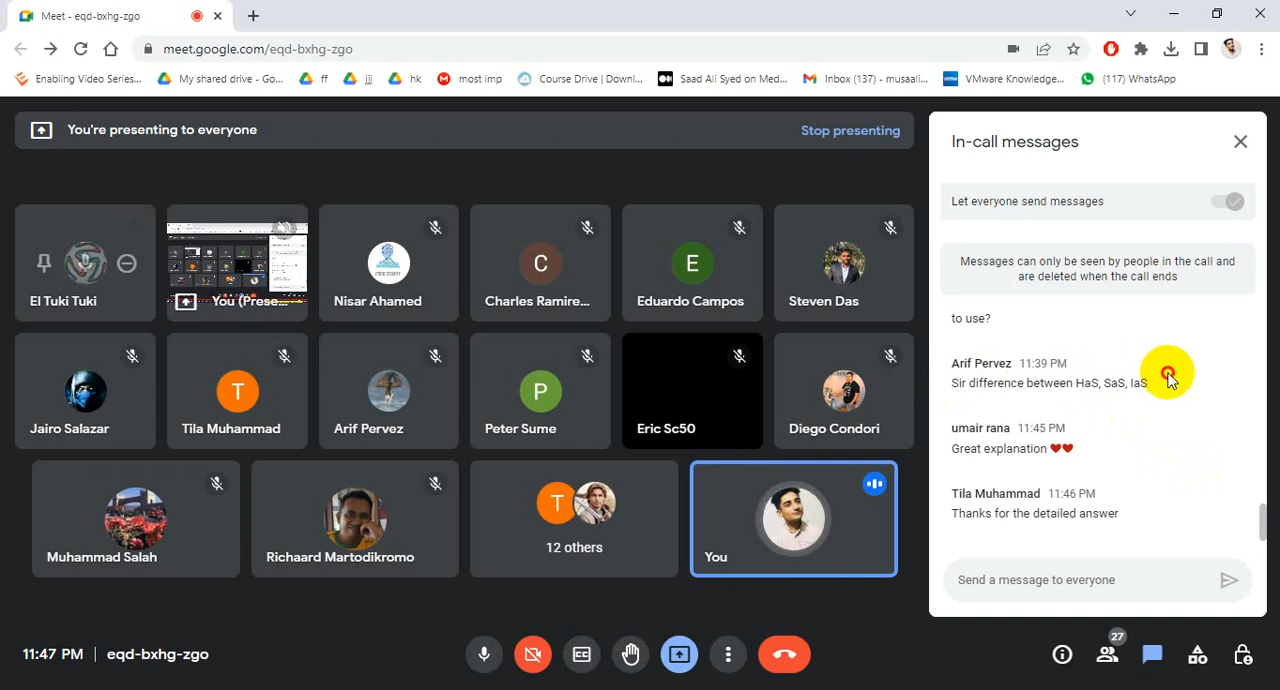 Meet - eqd-bxhg-zgo
meet.google.com/eqd-bxhg-zgo
Enabling Video Series...
My shared drive - Go...
ff
jjj
hk
most imp
Course Drive | Downl...
Saad Ali Syed on Med...
Inbox (137) - musaali...
VMware Knowledge...
(117) WhatsApp
You're presenting to everyone
Stop presenting
El Tuki Tuki
You (Prese...
Nisar Ahamed
C
Charles Ramire...
E
Eduardo Campos
Steven Das
Jairo Salazar
T
Tila Muhammad
Arif Pervez
P
Peter Sume
Eric Sc50
Diego Condori
Muhammad Salah
Richaard Martodikromo
T
12 others
You
In-call messages
Let everyone send messages
Messages can only be seen by people in the call and
are deleted when the call ends
to use?
Arif Pervez 11:39 PM
Sir difference between HaS, SaS, IaS
umair rana 11:45 PM
Great explanation ❤❤
Tila Muhammad 11:46 PM
Thanks for the detailed answer
Send a message to everyone
11:47 PM | eqd-bxhg-zgo
27